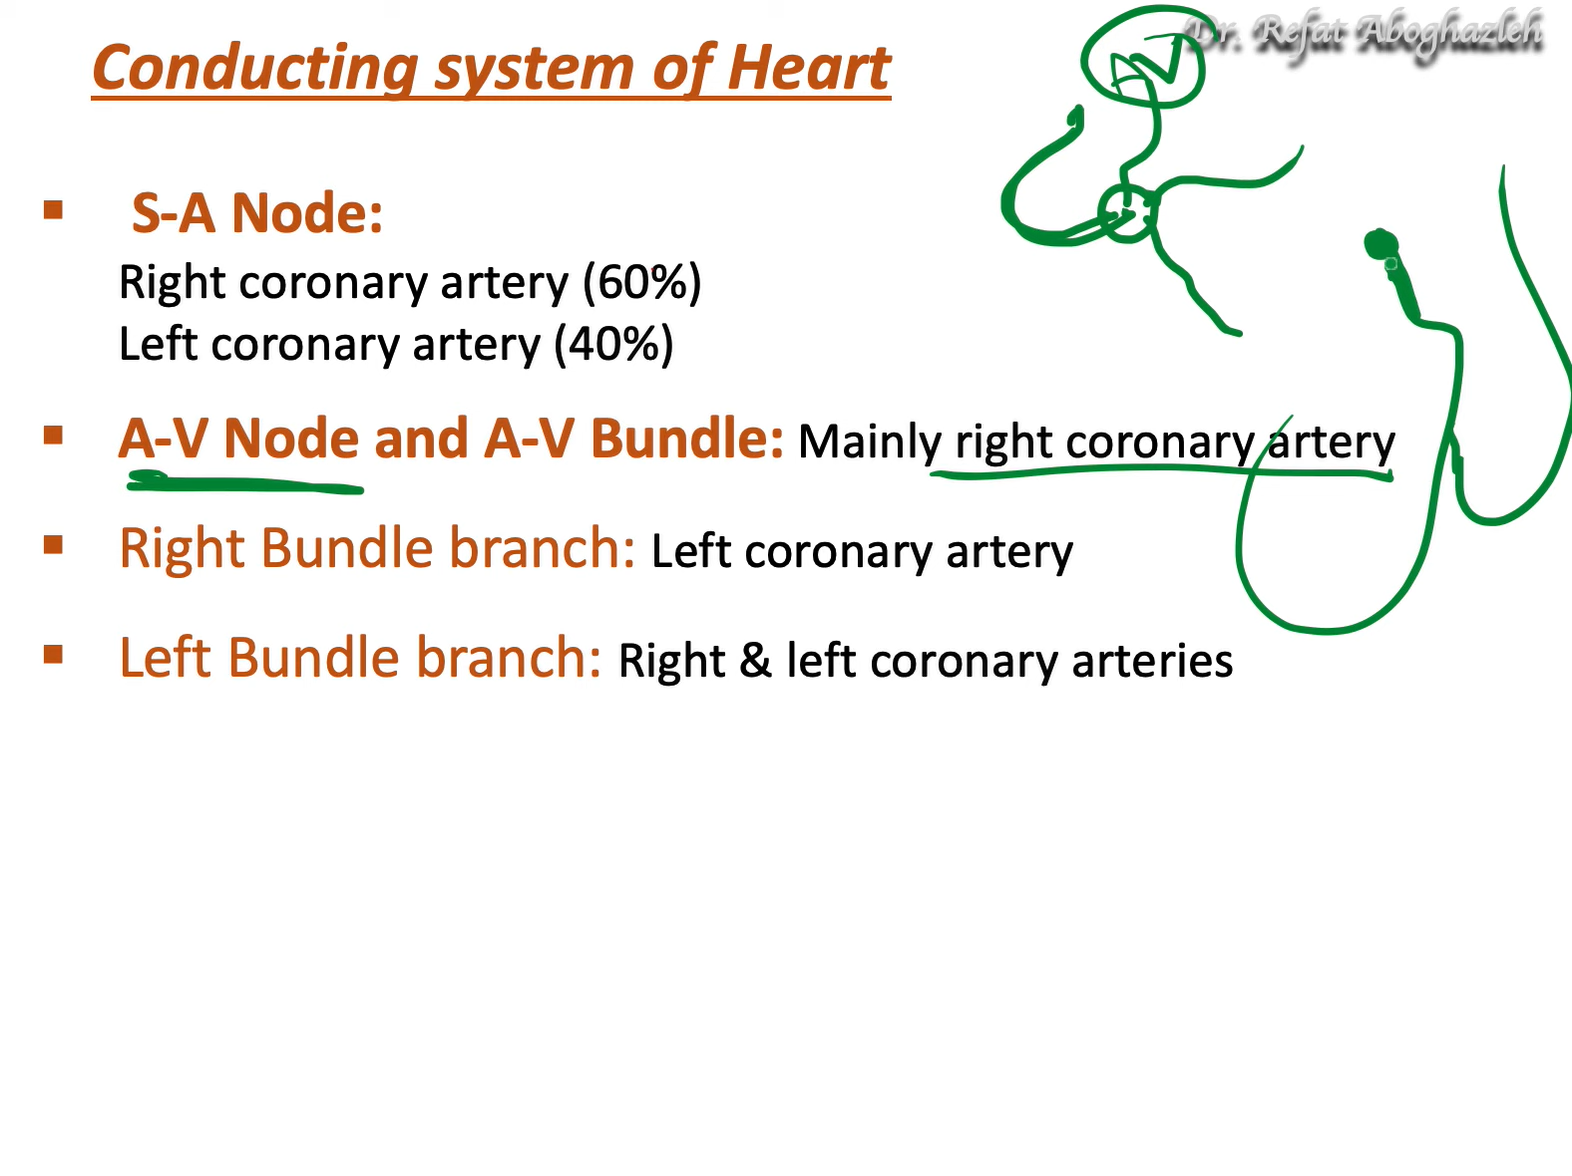 Dr. Refat Aboghazleh
Conducting system of Heart
▪ S-A Node:
Right coronary artery (60%)
Left coronary artery (40%)
▪ A-V Node and A-V Bundle: Mainly right coronary artery
▪ Right Bundle branch: Left coronary artery
▪ Left Bundle branch: Right & left coronary arteries
AV